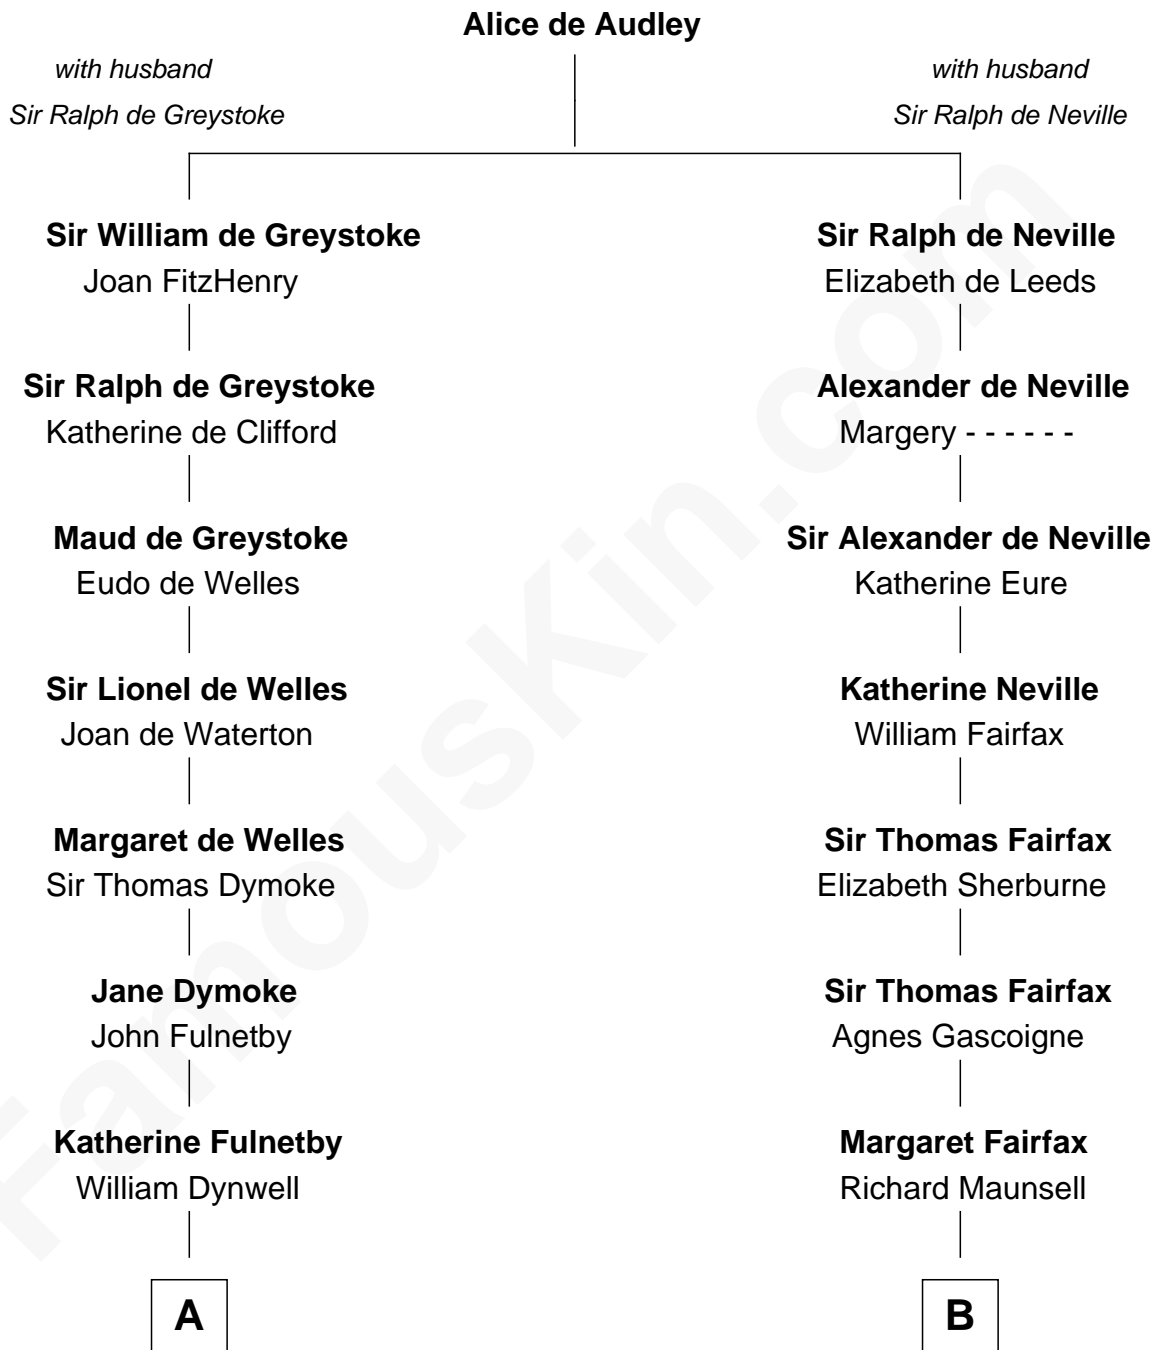 Alice de Audley
with husband
Sir Ralph de Greystoke
with husband
Sir Ralph de Neville
Sir William de Greystoke
Joan FitzHenry
Sir Ralph de Neville
Elizabeth de Leeds
Sir Ralph de Greystoke
Katherine de Clifford
Alexander de Neville
Margery - - - - - -
Maud de Greystoke
Eudo de Welles
Sir Alexander de Neville
Katherine Eure
Sir Lionel de Welles
Joan de Waterton
Katherine Neville
William Fairfax
Margaret de Welles
Sir Thomas Dymoke
Sir Thomas Fairfax
Elizabeth Sherburne
Jane Dymoke
John Fulnetby
Sir Thomas Fairfax
Agnes Gascoigne
Katherine Fulnetby
William Dynwell
Margaret Fairfax
Richard Maunsell
A
B
FamousKin.com